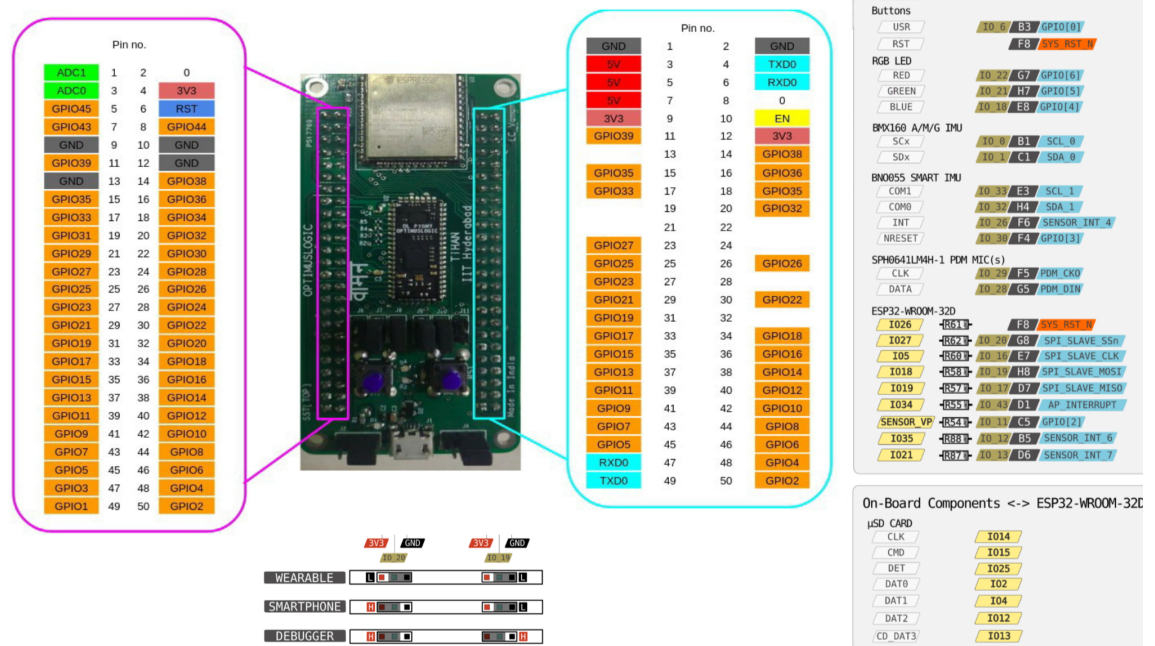 Pin no.
ADC1 1 2 0
ADC0 3 4 3V3
GPIO45 5 6 RST
GPIO43 7 8 GPIO44
GND 9 10 GND
GPIO39 11 12 GND
GND 13 14 GPIO38
GPIO35 15 16 GPIO36
GPIO33 17 18 GPIO34
GPIO31 19 20 GPIO32
GPIO29 21 22 GPIO30
GPIO27 23 24 GPIO28
GPIO25 25 26 GPIO26
GPIO23 27 28 GPIO24
GPIO21 29 30 GPIO22
GPIO19 31 32 GPIO20
GPIO17 33 34 GPIO18
GPIO15 35 36 GPIO16
GPIO13 37 38 GPIO14
GPIO11 39 40 GPIO12
GPIO9 41 42 GPIO10
GPIO7 43 44 GPIO8
GPIO5 45 46 GPIO6
GPIO3 47 48 GPIO4
GPIO1 49 50 GPIO2
OPTIMUSLOGIC
वामन
QL PIGMY
OPTIMUSLOGIC
TiHAN
IIT Hyderabad
Made in India
Pin no.
GND 1 2 GND
5V 3 4 TXD0
5V 5 6 RXD0
5V 7 8 0
3V3 9 10 EN
GPIO39 11 12 3V3
13 14 GPIO38
GPIO35 15 16 GPIO36
GPIO33 17 18 GPIO35
19 20 GPIO32
21 22
GPIO27 23 24
GPIO25 25 26 GPIO26
GPIO23 27 28
GPIO21 29 30 GPIO22
GPIO19 31 32
GPIO17 33 34 GPIO18
GPIO15 35 36 GPIO16
GPIO13 37 38 GPIO14
GPIO11 39 40 GPIO12
GPIO9 41 42 GPIO10
GPIO7 43 44 GPIO8
GPIO5 45 46 GPIO6
RXD0 47 48 GPIO4
TXD0 49 50 GPIO2
3V3 GND 3V3 GND
IO_20 IO_19
WEARABLE L L
SMARTPHONE H L
DEBUGGER H H
Buttons
USR IO_6 B3 GPIO[0]
RST F8 SYS_RST_N
RGB LED
RED IO_22 G7 GPIO[6]
GREEN IO_21 H7 GPIO[5]
BLUE IO_18 E8 GPIO[4]
BMX160 A/M/G IMU
SCx IO_0 B1 SCL_0
SDx IO_1 C1 SDA_0
BNO055 SMART IMU
COM1 IO_33 E3 SCL_1
COM0 IO_32 H4 SDA_1
INT IO_26 F6 SENSOR_INT_4
NRESET IO_30 F4 GPIO[3]
SPH0641LM4H-1 PDM MIC(s)
CLK IO_29 F5 PDM_CKO
DATA IO_28 G5 PDM_DIN
ESP32-WROOM-32D
IO26 R61 F8 SYS_RST_N
IO27 R62 IO_20 G8 SPI_SLAVE_SSn
IO5 R60 IO_16 E7 SPI_SLAVE_CLK
IO18 R58 IO_19 H8 SPI_SLAVE_MOSI
IO19 R57 IO_17 D7 SPI_SLAVE_MISO
IO34 R55 IO_43 D1 AP_INTERRUPT
SENSOR_VP R54 IO_11 C5 GPIO[2]
IO35 R88 IO_12 B5 SENSOR_INT_6
IO21 R87 IO_13 D6 SENSOR_INT_7
On-Board Components <-> ESP32-WROOM-32D
µSD CARD
CLK IO14
CMD IO15
DET IO25
DAT0 IO2
DAT1 IO4
DAT2 IO12
CD_DAT3 IO13